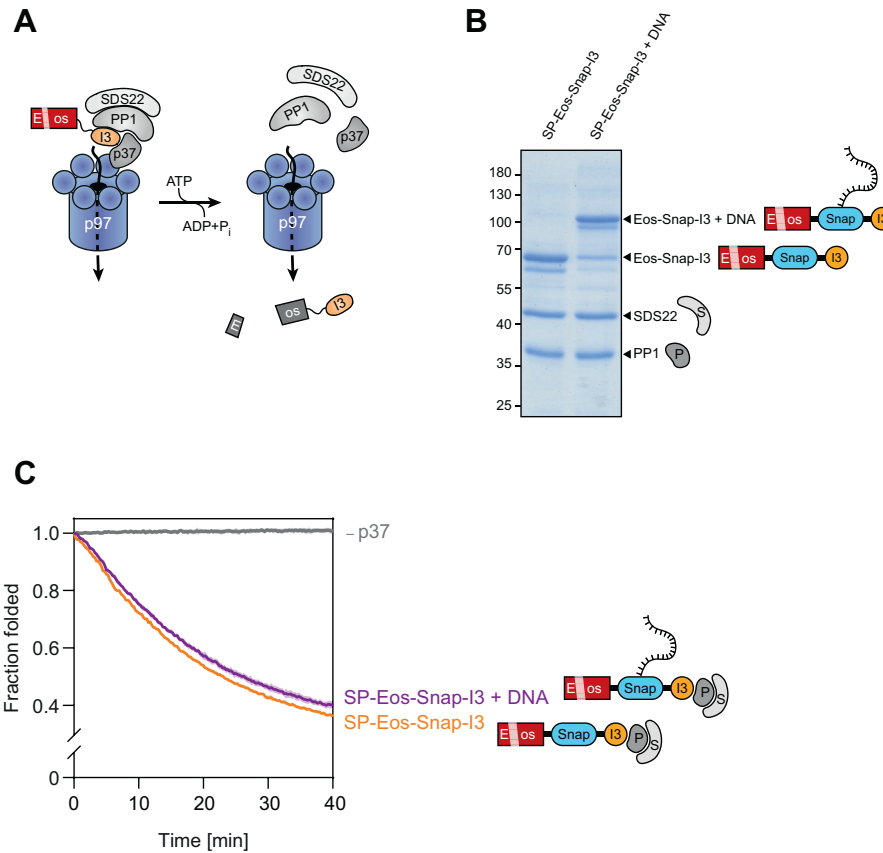 A
SDS22
PP1
E os
I3
p37
p97
ATP
ADP+Pi
SDS22
PP1
p37
p97
E
os
I3
B
SP-Eos-Snap-I3
SP-Eos-Snap-I3 + DNA
180
130
100
70
55
40
35
25
Eos-Snap-I3 + DNA
E os Snap I3
Eos-Snap-I3
E os Snap I3
SDS22
S
PP1
P
C
Fraction folded
1.0
0.8
0.6
0.4
0
0 10 20 30 40
Time [min]
– p37
SP-Eos-Snap-I3 + DNA
SP-Eos-Snap-I3
E os Snap I3 P S
E os Snap I3 P S